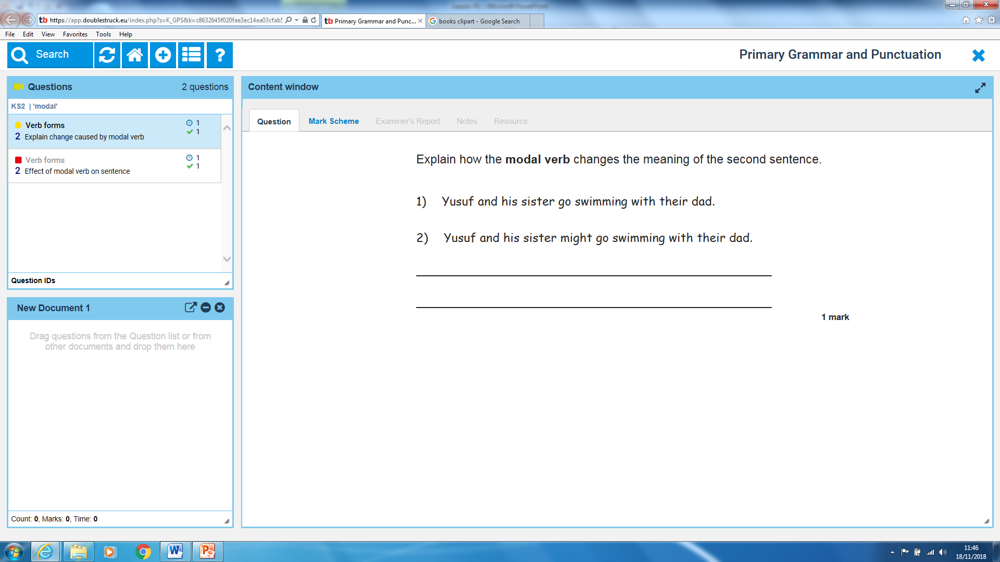 https://app.doublestruck.eu/index.php?s=K_GPS&k=c8632645f020fae3ec14ea03cfab5
Primary Grammar and Punc...
books clipart - Google Search
File Edit View Favorites Tools Help
Search
Primary Grammar and Punctuation
Questions 2 questions
KS2 | 'modal'
Verb forms 1
2 Explain change caused by modal verb 1
Verb forms 1
2 Effect of modal verb on sentence 1
Question IDs
New Document 1
Drag questions from the Question list or from
other documents and drop them here
Count: 0, Marks: 0, Time: 0
Content window
Question Mark Scheme Examiner's Report Notes Resource
Explain how the modal verb changes the meaning of the second sentence.
1) Yusuf and his sister go swimming with their dad.
2) Yusuf and his sister might go swimming with their dad.
1 mark
11:46
18/11/2018